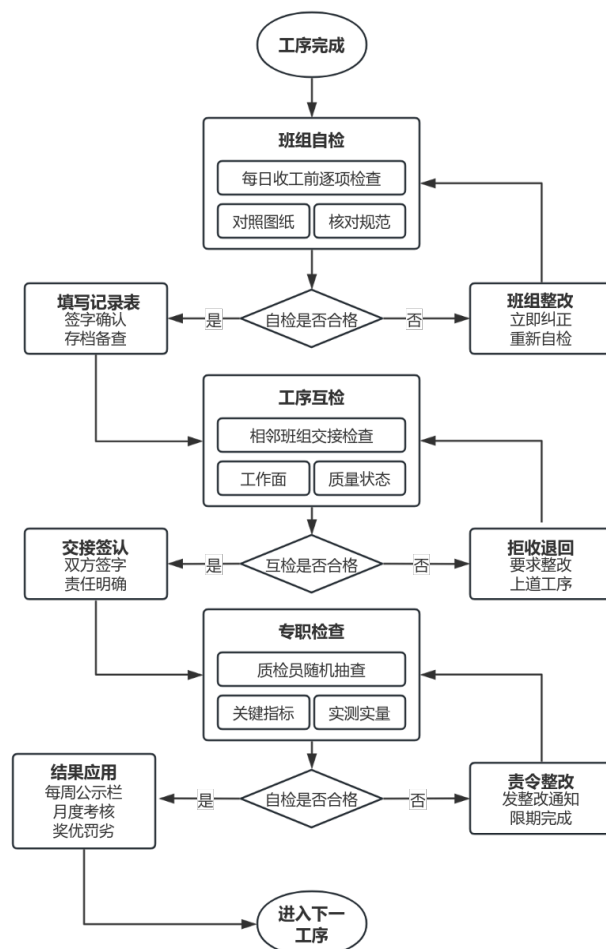 工序完成
班组自检
每日收工前逐项检查
对照图纸
核对规范
填写记录表
签字确认
存档备查
是
自检是否合格
否
班组整改
立即纠正
重新自检
工序互检
相邻班组交接检查
工作面
质量状态
交接签认
双方签字
责任明确
是
互检是否合格
否
拒收退回
要求整改
上道工序
专职检查
质检员随机抽查
关键指标
实测实量
结果应用
每周公示栏
月度考核
奖优罚劣
是
自检是否合格
否
责令整改
发整改通知
限期完成
进入下一
工序